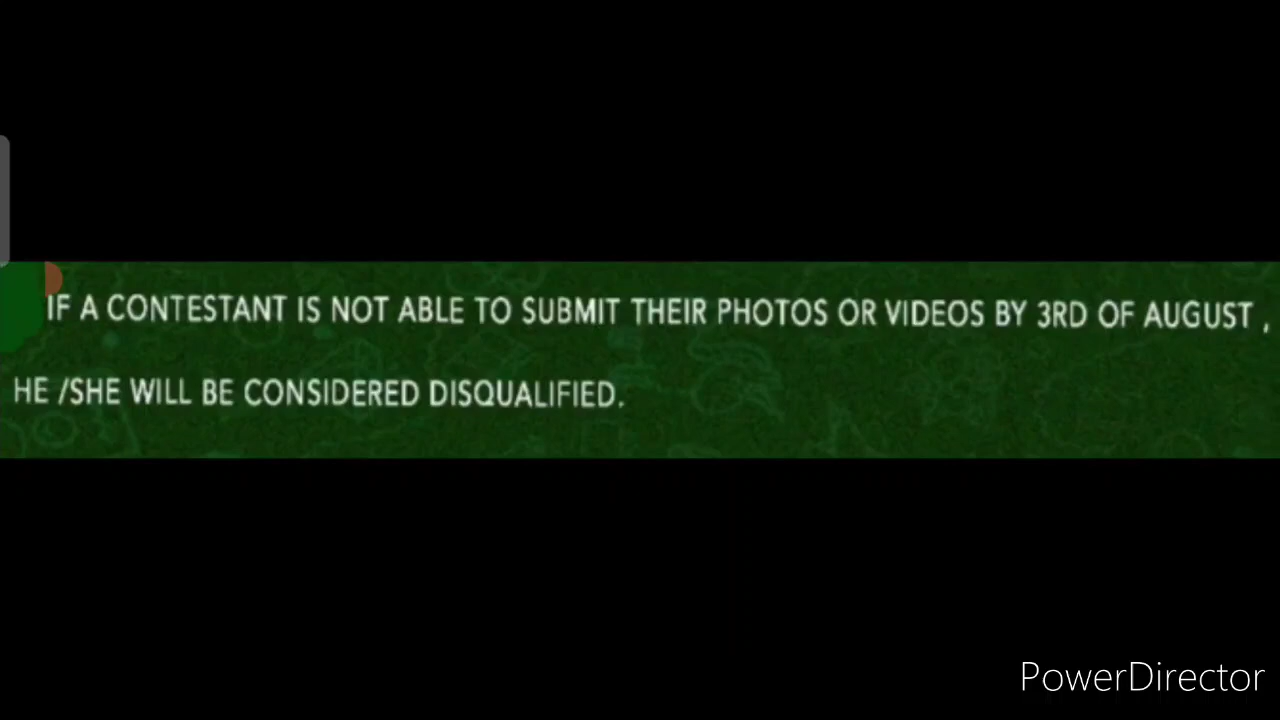 IF A CONTESTANT IS NOT ABLE TO SUBMIT THEIR PHOTOS OR VIDEOS BY 3RD OF AUGUST ,
HE /SHE WILL BE CONSIDERED DISQUALIFIED.
PowerDirector